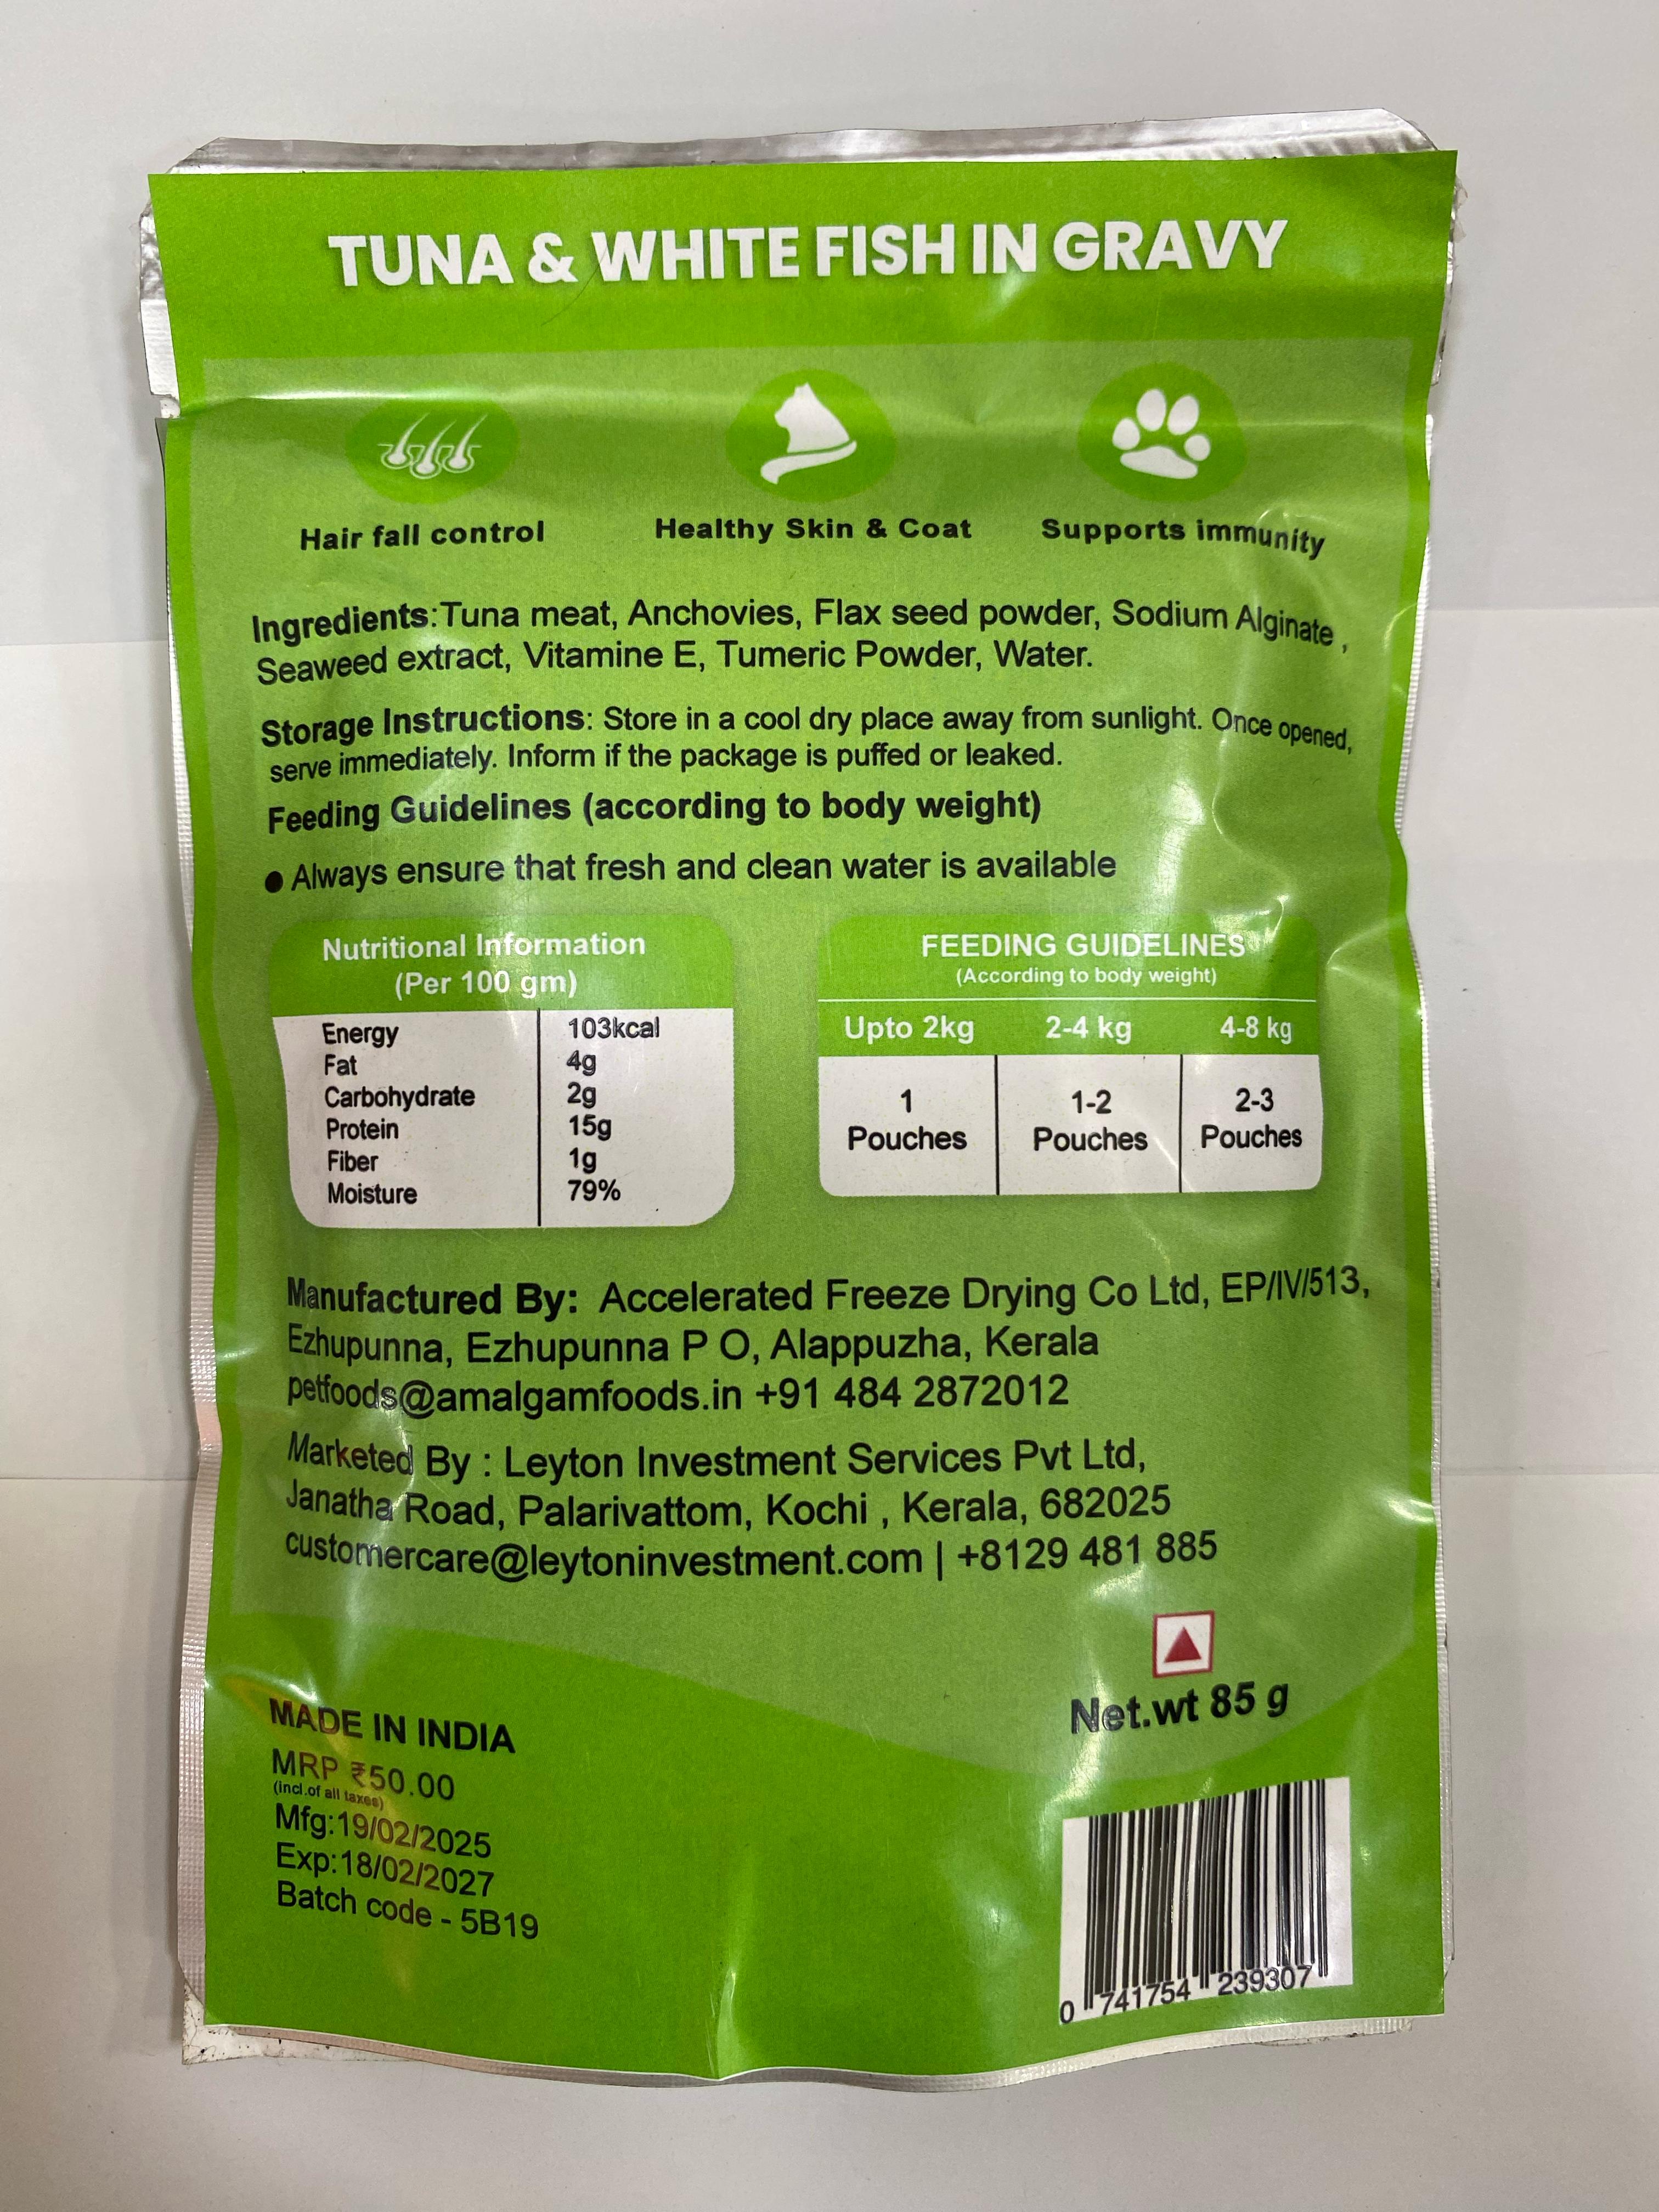 TUNA & WHITE FISH IN GRAVY
Hair fall control
Healthy Skin & Coat
Supports immunity
Ingredients:Tuna meat, Anchovies, Flax seed powder, Sodium Alginate ,
Seaweed extract, Vitamine E, Tumeric Powder, Water.
Storage Instructions: Store in a cool dry place away from sunlight. Once opened,
serve immediately. Inform if the package is puffed or leaked.
Feeding Guidelines (according to body weight)
● Always ensure that fresh and clean water is available
Nutritional Information
(Per 100 gm)
Energy 103kcal
Fat 4g
Carbohydrate 2g
Protein 15g
Fiber 1g
Moisture 79%
FEEDING GUIDELINES
(According to body weight)
Upto 2kg 2-4 kg 4-8 kg
1 1-2 2-3
Pouches Pouches Pouches
Manufactured By: Accelerated Freeze Drying Co Ltd, EP/IV/513,
Ezhupunna, Ezhupunna P O, Alappuzha, Kerala
petfoods@amalgamfoods.in +91 484 2872012
Marketed By : Leyton Investment Services Pvt Ltd,
Janatha Road, Palarivattom, Kochi , Kerala, 682025
customercare@leytoninvestment.com | +8129 481 885
Net.wt 85 g
MADE IN INDIA
MRP ₹50.00
(incl.of all taxes)
Mfg:19/02/2025
Exp:18/02/2027
Batch code - 5B19
0 741754 239307